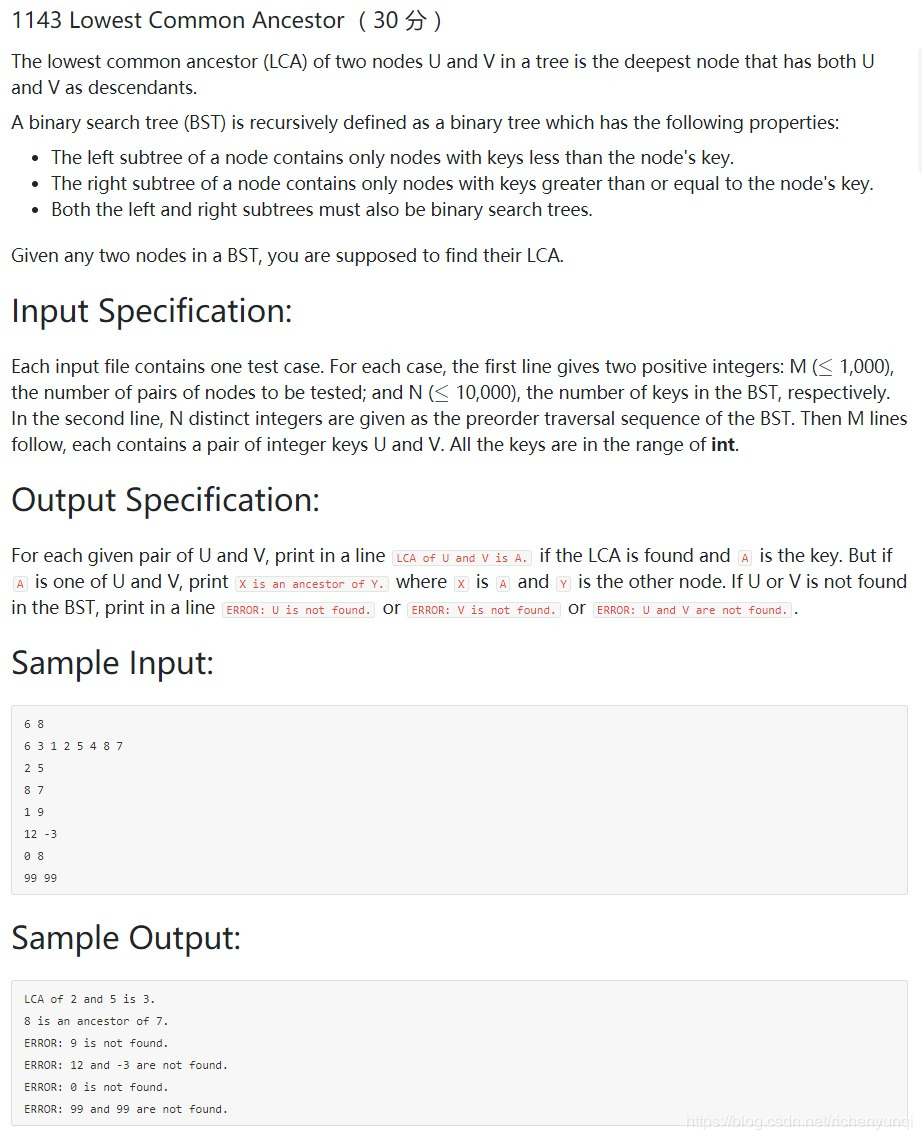 1143 Lowest Common Ancestor （30 分）
The lowest common ancestor (LCA) of two nodes U and V in a tree is the deepest node that has both U
and V as descendants.
A binary search tree (BST) is recursively defined as a binary tree which has the following properties:
• The left subtree of a node contains only nodes with keys less than the node's key.
• The right subtree of a node contains only nodes with keys greater than or equal to the node's key.
• Both the left and right subtrees must also be binary search trees.
Given any two nodes in a BST, you are supposed to find their LCA.
Input Specification:
Each input file contains one test case. For each case, the first line gives two positive integers: M (≤ 1,000),
the number of pairs of nodes to be tested; and N (≤ 10,000), the number of keys in the BST, respectively.
In the second line, N distinct integers are given as the preorder traversal sequence of the BST. Then M lines
follow, each contains a pair of integer keys U and V. All the keys are in the range of int.
Output Specification:
For each given pair of U and V, print in a line LCA of U and V is A. if the LCA is found and A is the key. But if
A is one of U and V, print X is an ancestor of Y. where X is A and Y is the other node. If U or V is not found
in the BST, print in a line ERROR: U is not found. or ERROR: V is not found. or ERROR: U and V are not found. .
Sample Input:
6 8
6 3 1 2 5 4 8 7
2 5
8 7
1 9
12 -3
0 8
99 99
Sample Output:
LCA of 2 and 5 is 3.
8 is an ancestor of 7.
ERROR: 9 is not found.
ERROR: 12 and -3 are not found.
ERROR: 0 is not found.
ERROR: 99 and 99 are not found.
https://blog.csdn.net/richenyunqi